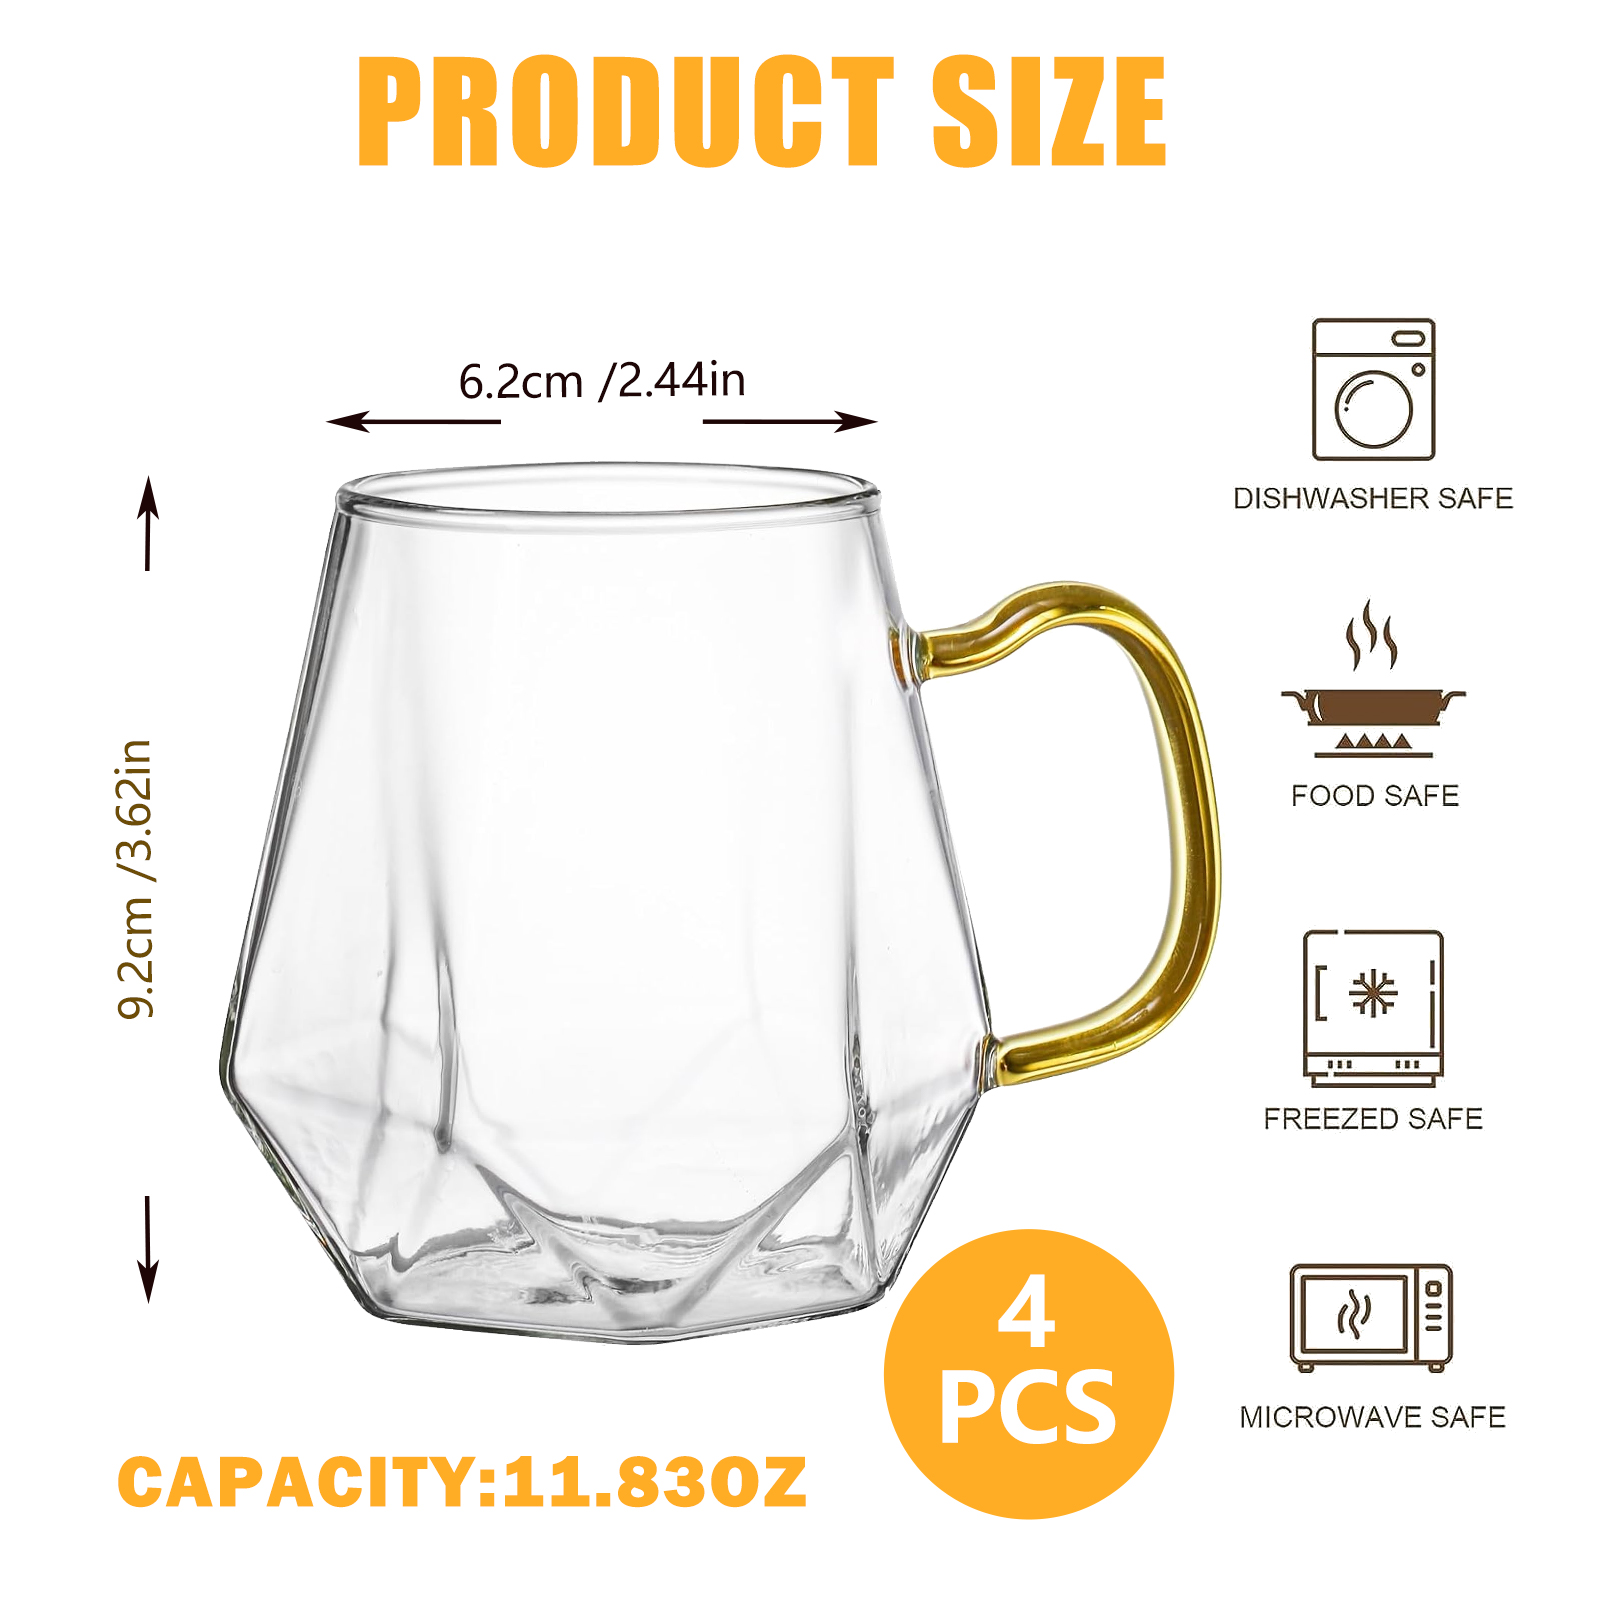 PRODUCT SIZE
6.2cm /2.44in
9.2cm /3.62in
DISHWASHER SAFE
FOOD SAFE
FREEZED SAFE
MICROWAVE SAFE
4
PCS
CAPACITY:11.83OZ